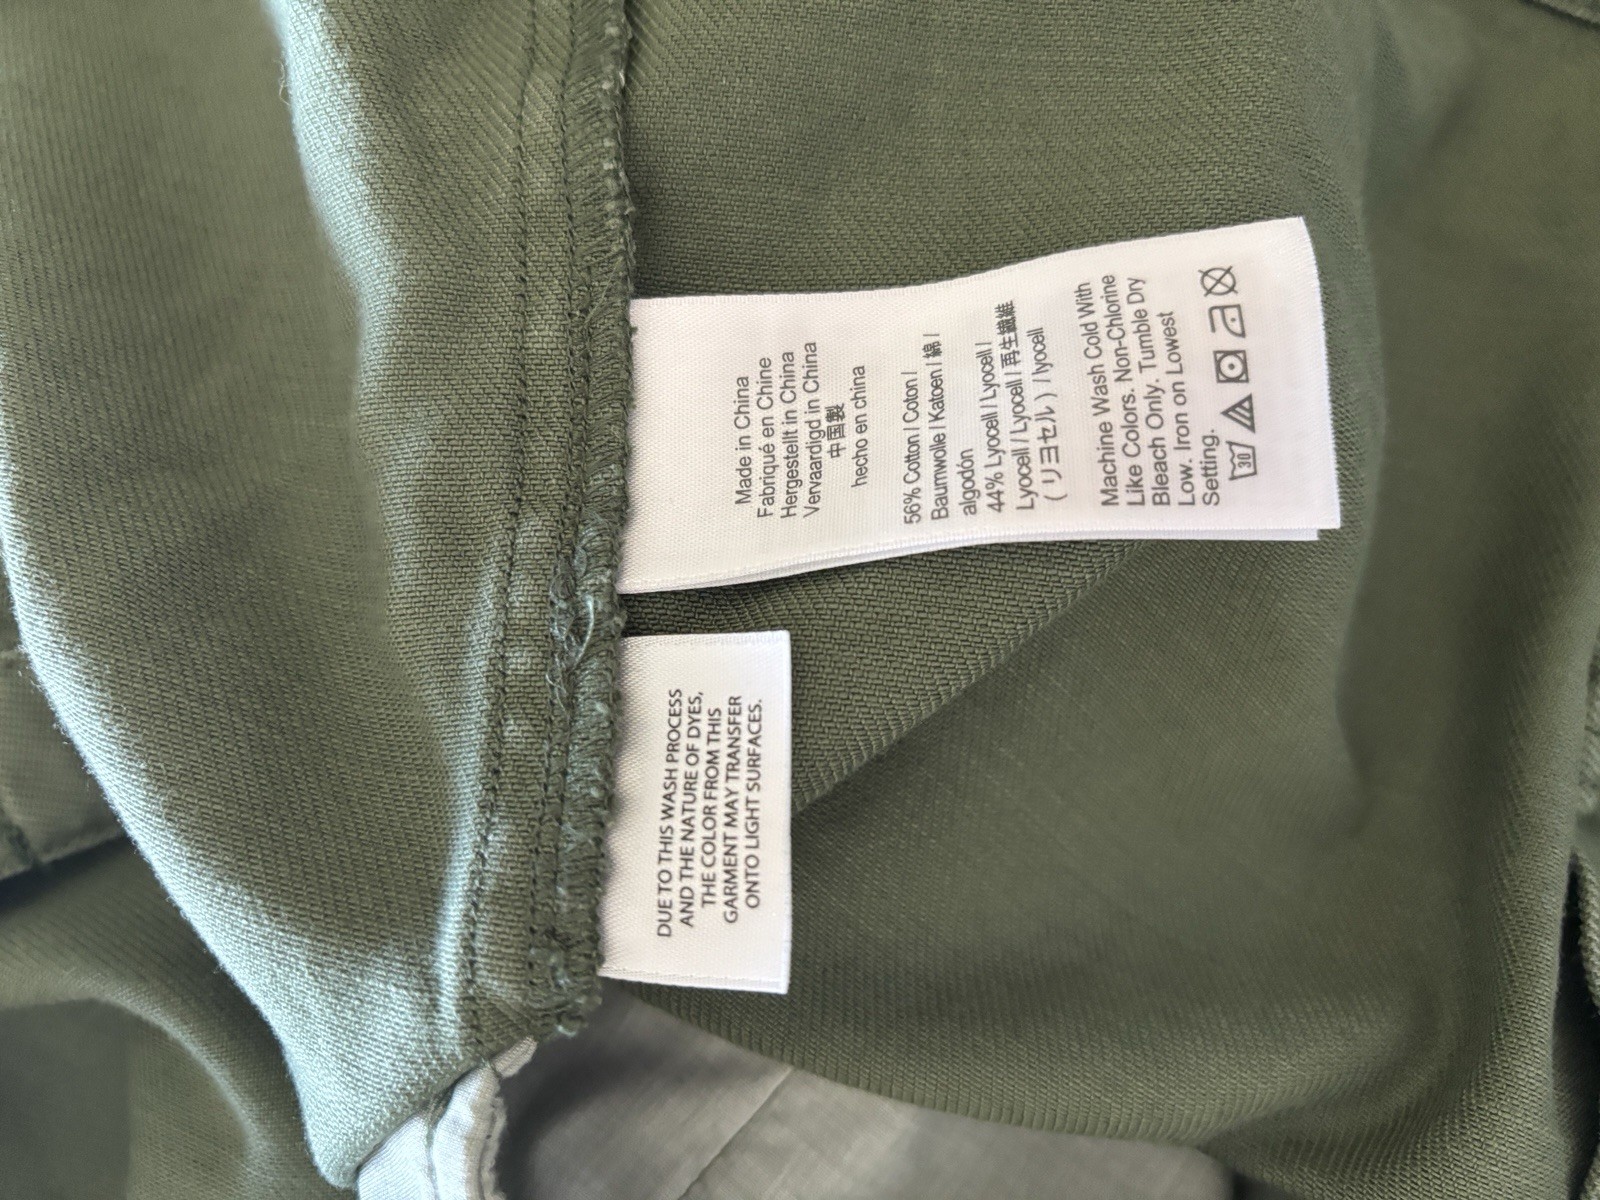 Made in China
Fabriqué en Chine
Hergestellt in China
Vervaardigd in China
中国製
hecho en china
56% Cotton / Coton /
Baumwolle / Katoen / 綿 /
algodón
44% Lyocell / Lyocell /
Lyocell / Lyocell / 再生繊維
(リヨセル) / lyocell
Machine Wash Cold With
Like Colors. Non-Chlorine
Bleach Only. Tumble Dry
Low. Iron on Lowest
Setting.
30
DUE TO THIS WASH PROCESS
AND THE NATURE OF DYES,
THE COLOR FROM THIS
GARMENT MAY TRANSFER
ONTO LIGHT SURFACES.